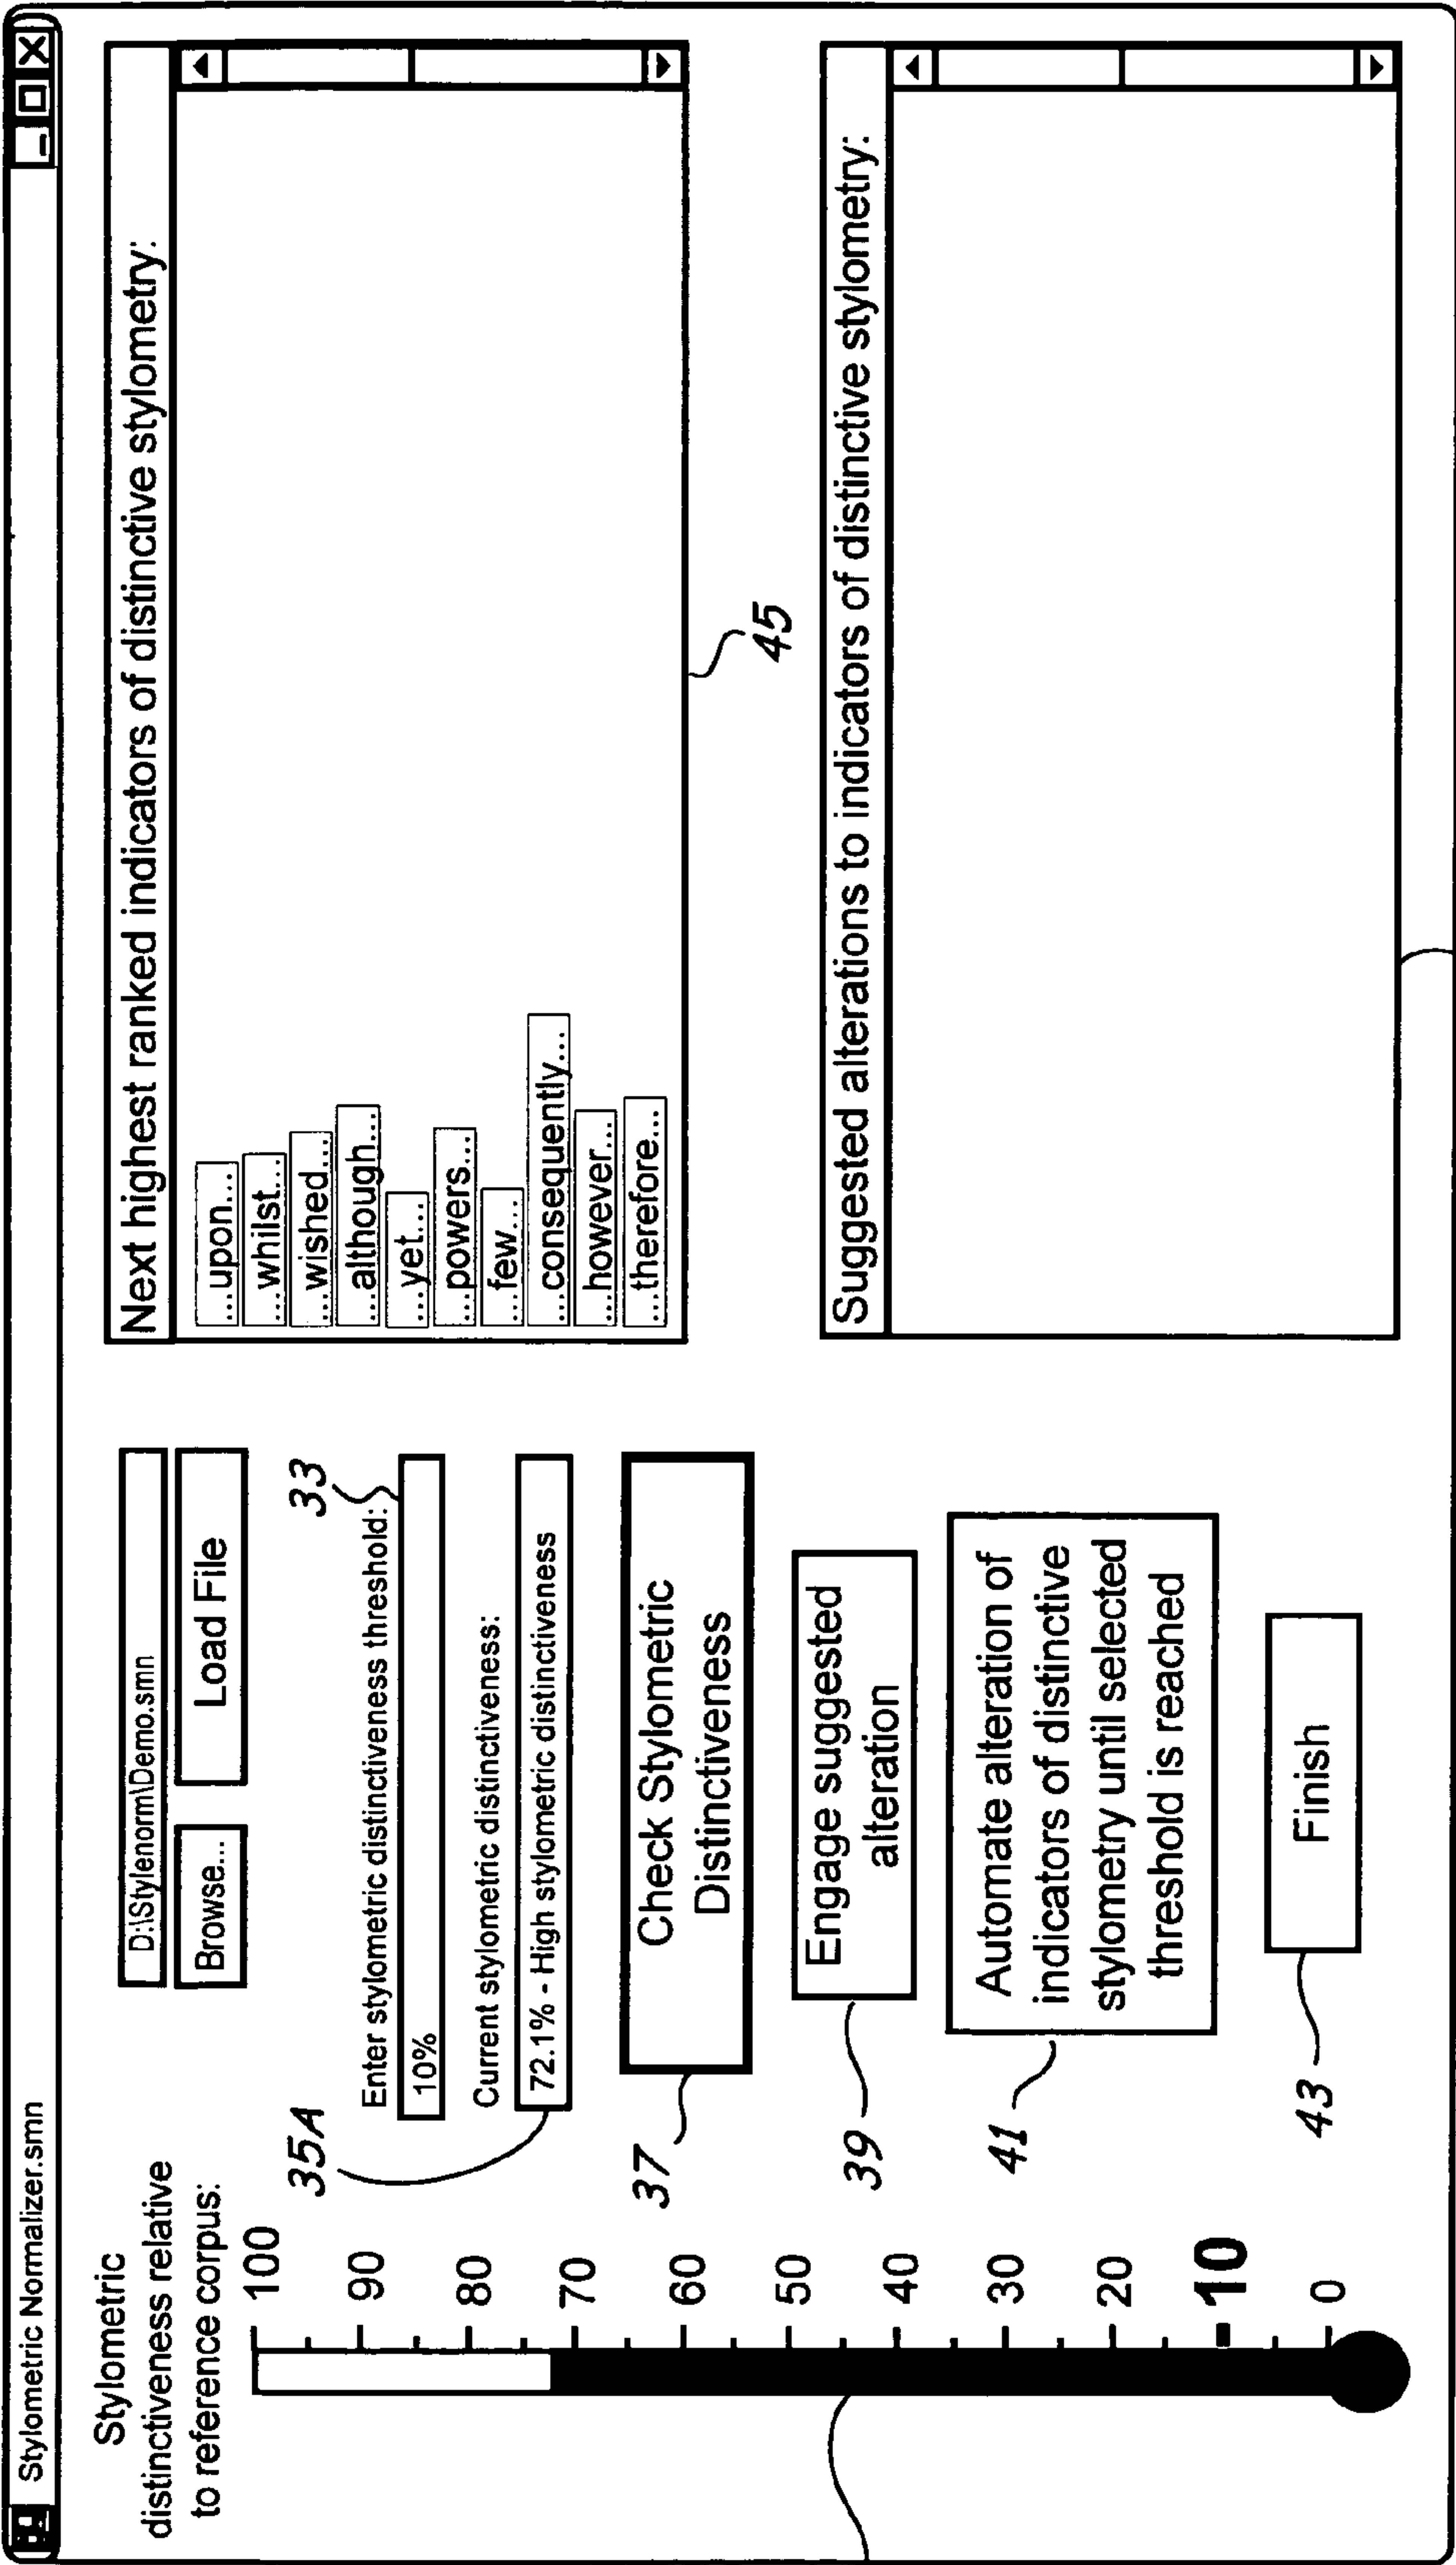 Stylometric Normalizer.smn
Stylometric
distinctiveness relative
to reference corpus:
100
90
80
70
60
50
40
30
20
10
0
D:\Stylenorm\Demo.smn
Browse...
Load File
33
Enter stylometric distinctiveness threshold:
10%
35A
Current stylometric distinctiveness:
72.1% - High stylometric distinctiveness
37
Check Stylometric
Distinctiveness
39
Engage suggested
alteration
41
Automate alteration of
indicators of distinctive
stylometry until selected
threshold is reached
43
Finish
Next highest ranked indicators of distinctive stylometry:
...upon...
...whilst...
...wished...
...although...
...yet....
...powers...
...few...
...consequently...
...however...
...therefore...
45
Suggested alterations to indicators of distinctive stylometry: